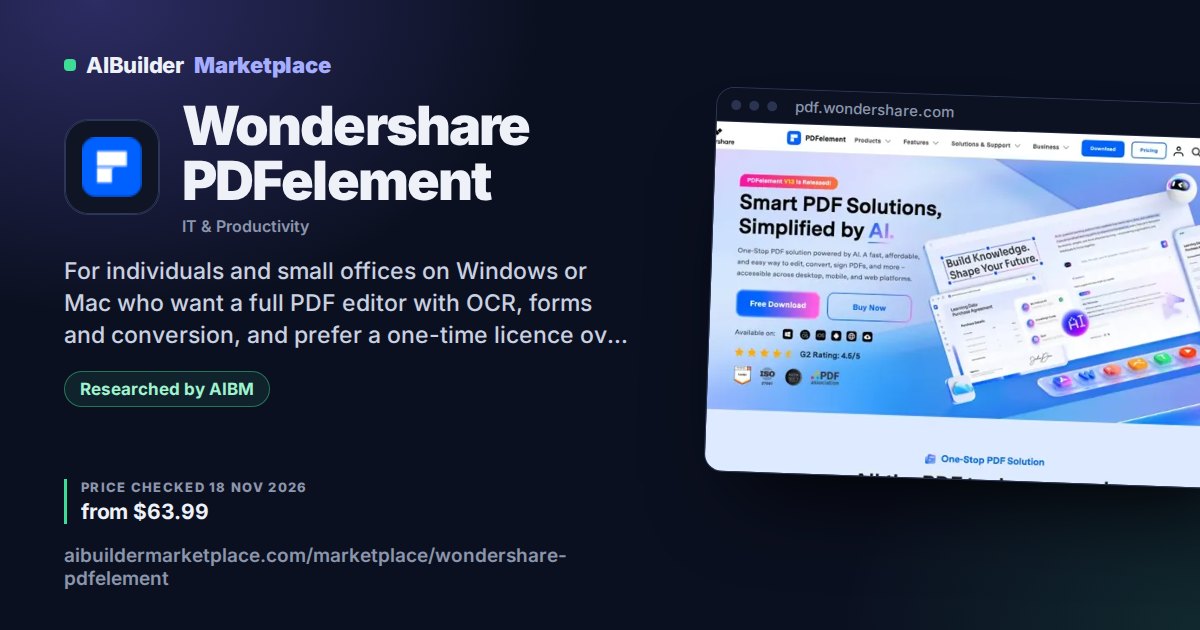 AIBuilder Marketplace
Wondershare
PDFelement
IT & Productivity
For individuals and small offices on Windows or
Mac who want a full PDF editor with OCR, forms
and conversion, and prefer a one-time licence ov...
Researched by AIBM
PRICE CHECKED 18 NOV 2026
from $63.99
aibuildermarketplace.com/marketplace/wondershare-
pdfelement
pdf.wondershare.com
PDFelement Products Features Solutions & Support Business Download Pricing
PDFelement V12 Is Released!
Smart PDF Solutions,
Simplified by AI.
One-Stop PDF solution powered by AI. A fast, affordable,
and easy way to edit, convert, sign PDFs, and more –
accessible across desktop, mobile, and web platforms.
Free Download Buy Now
Available on:
G2 Rating: 4.5/5
ISO
PDF
association
Build Knowledge.
Shape Your Future.
Purchase Agreement
AI
One-Stop PDF Solution